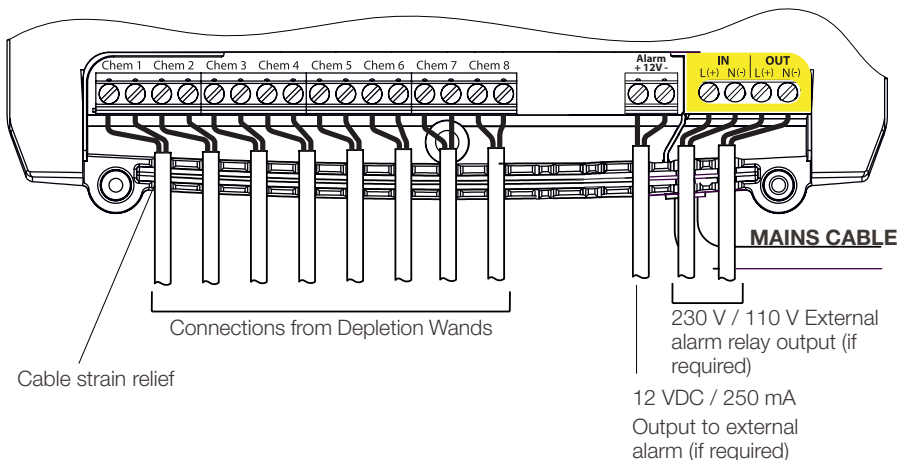 Chem 1 Chem 2 Chem 3 Chem 4 Chem 5 Chem 6 Chem 7 Chem 8
Alarm
+ 12V -
IN OUT
L(+) N(-) L(+) N(-)
MAINS CABLE
Connections from Depletion Wands
230 V / 110 V External
alarm relay output (if
required)
Cable strain relief
12 VDC / 250 mA
Output to external
alarm (if required)